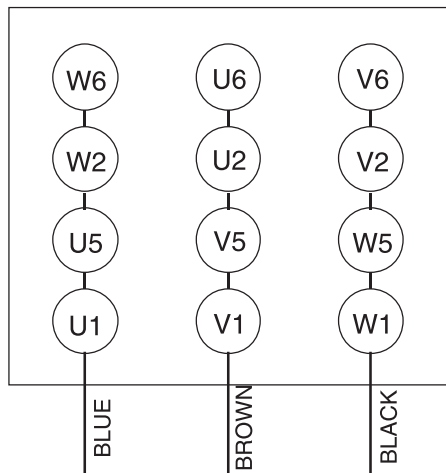 W6 U6 V6
W2 U2 V2
U5 V5 W5
U1 V1 W1
BLUE
BROWN
BLACK